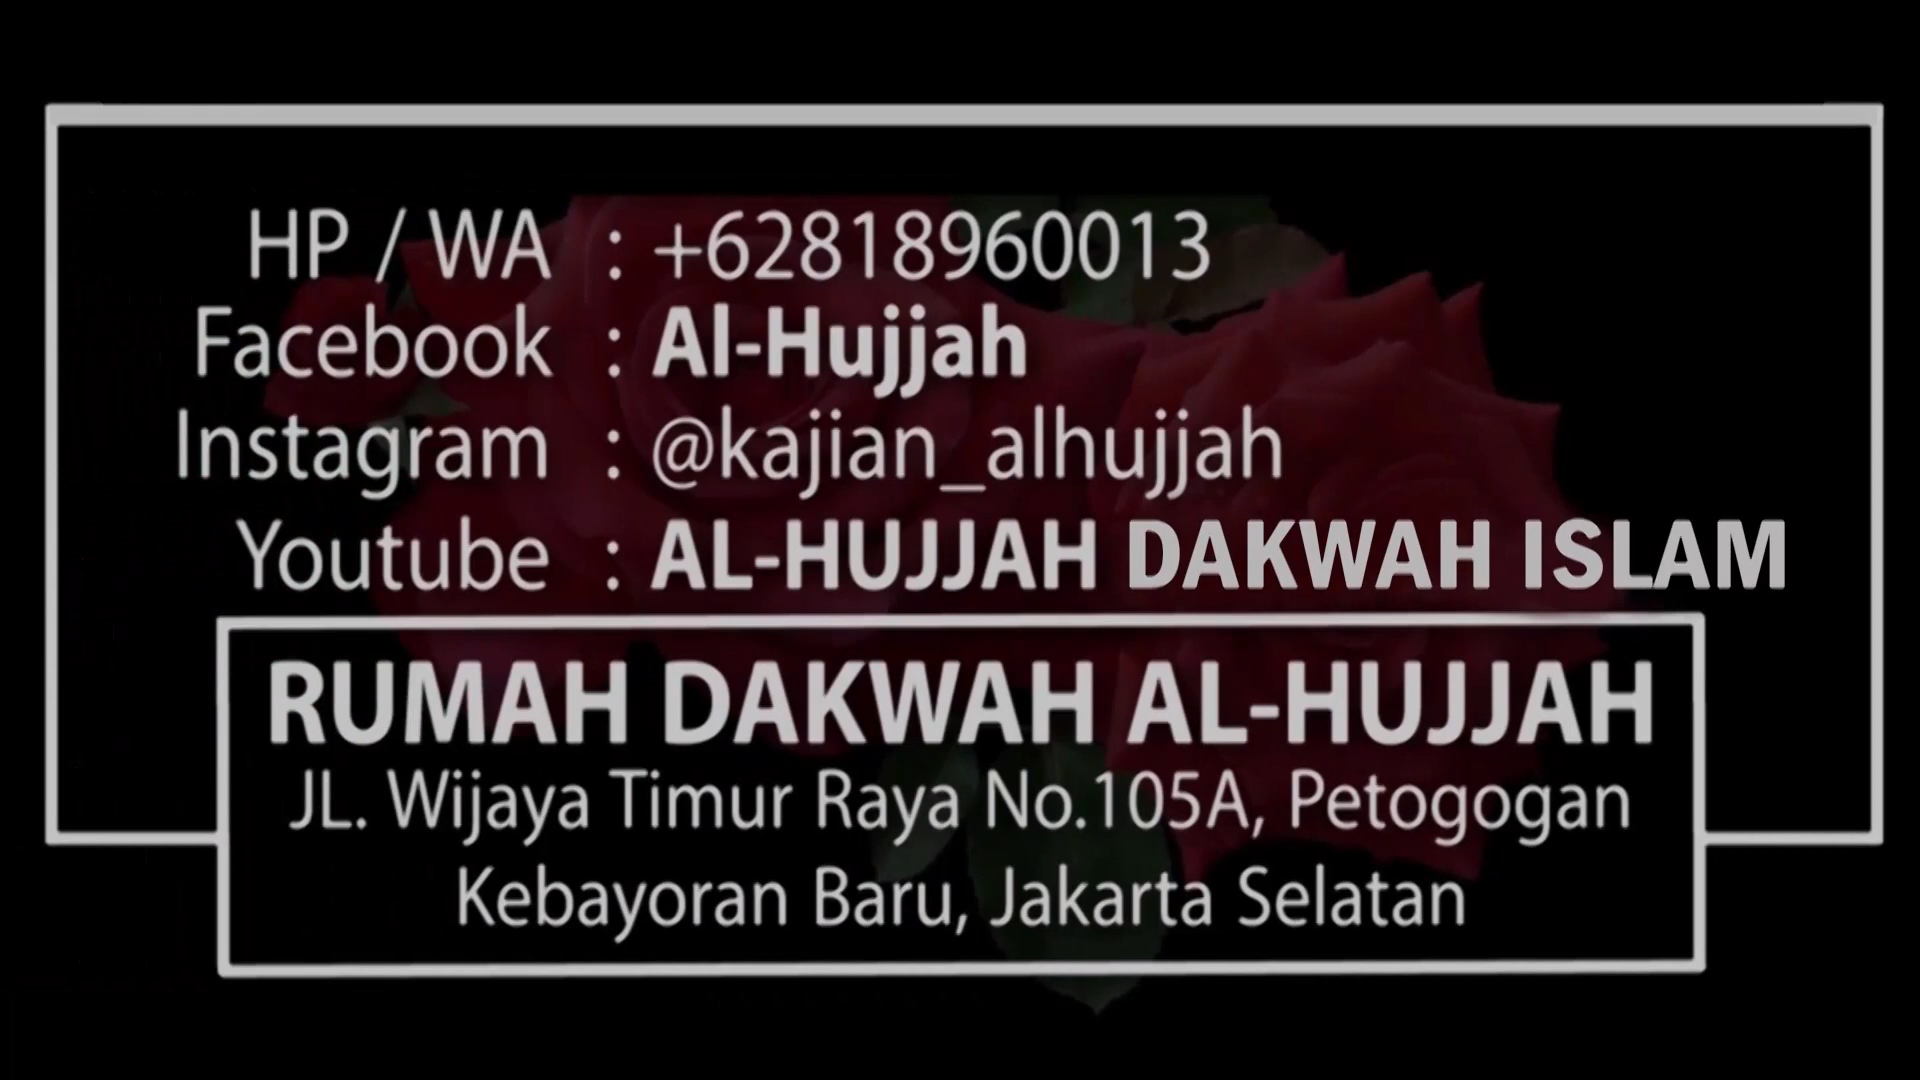 HP / WA : +62818960013
Facebook : Al-Hujjah
Instagram : @kajian_alhujjah
Youtube : AL-HUJJAH DAKWAH ISLAM
RUMAH DAKWAH AL-HUJJAH
JL. Wijaya Timur Raya No.105A, Petogogan
Kebayoran Baru, Jakarta Selatan